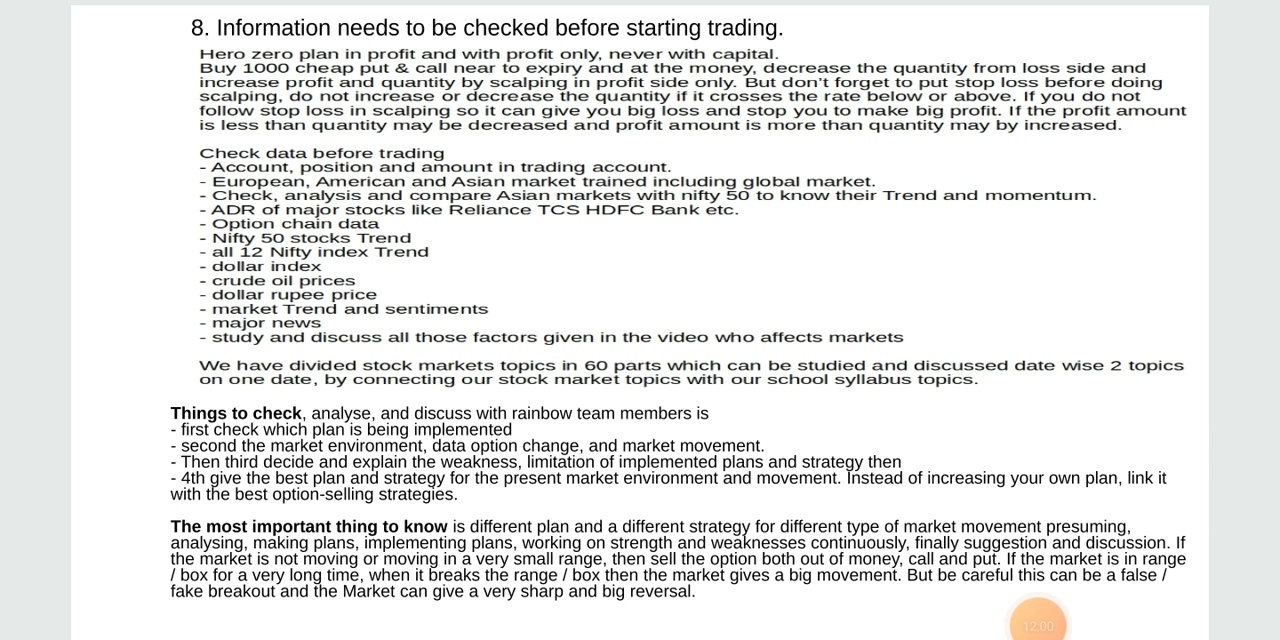 8. Information needs to be checked before starting trading.
Hero zero plan in profit and with profit only, never with capital.
Buy 1000 cheap put & call near to expiry and at the money, decrease the quantity from loss side and
increase profit and quantity by scalping in profit side only. But don't forget to put stop loss before doing
scalping, do not increase or decrease the quantity if it crosses the rate below or above. If you do not
follow stop loss in scalping so it can give you big loss and stop you to make big profit. If the profit amount
is less than quantity may be decreased and profit amount is more than quantity may by increased.
Check data before trading
- Account, position and amount in trading account.
- European, American and Asian market trained including global market.
- Check, analysis and compare Asian markets with nifty 50 to know their Trend and momentum.
- ADR of major stocks like Reliance TCS HDFC Bank etc.
- Option chain data
- Nifty 50 stocks Trend
- all 12 Nifty index Trend
- dollar index
- crude oil prices
- dollar rupee price
- market Trend and sentiments
- major news
- study and discuss all those factors given in the video who affects markets
We have divided stock markets topics in 60 parts which can be studied and discussed date wise 2 topics
on one date, by connecting our stock market topics with our school syllabus topics.
Things to check, analyse, and discuss with rainbow team members is
- first check which plan is being implemented
- second the market environment, data option change, and market movement.
- Then third decide and explain the weakness, limitation of implemented plans and strategy then
- 4th give the best plan and strategy for the present market environment and movement. Instead of increasing your own plan, link it
with the best option-selling strategies.
The most important thing to know is different plan and a different strategy for different type of market movement presuming,
analysing, making plans, implementing plans, working on strength and weaknesses continuously, finally suggestion and discussion. If
the market is not moving or moving in a very small range, then sell the option both out of money, call and put. If the market is in range
/ box for a very long time, when it breaks the range / box then the market gives a big movement. But be careful this can be a false /
fake breakout and the Market can give a very sharp and big reversal.
12:00